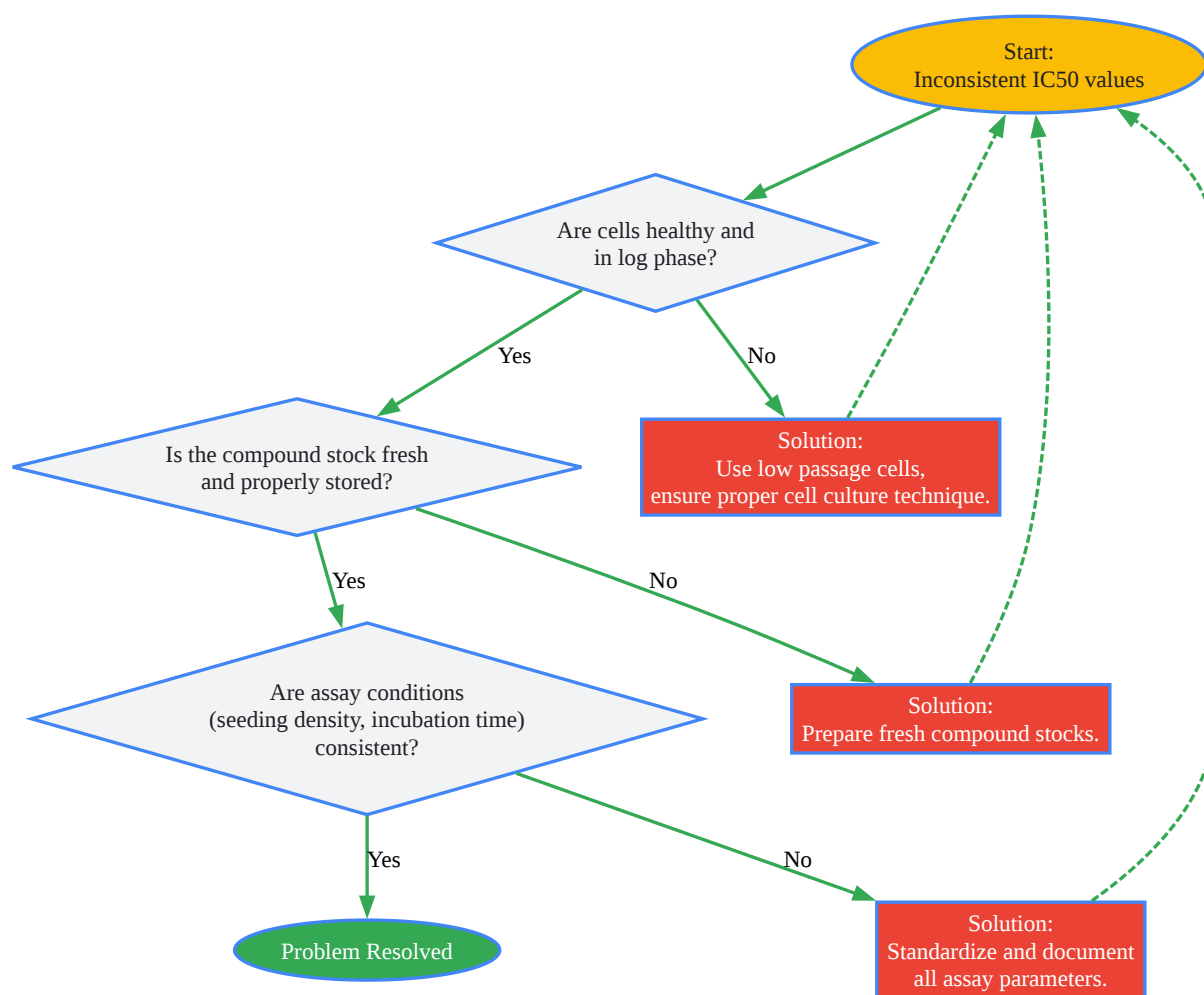 Start:
Inconsistent IC50 values
Are cells healthy and
in log phase?
Yes
No
Is the compound stock fresh
and properly stored?
Solution:
Use low passage cells,
ensure proper cell culture technique.
Yes
No
Are assay conditions
(seeding density, incubation time)
consistent?
Solution:
Prepare fresh compound stocks.
Yes
No
Problem Resolved
Solution:
Standardize and document
all assay parameters.